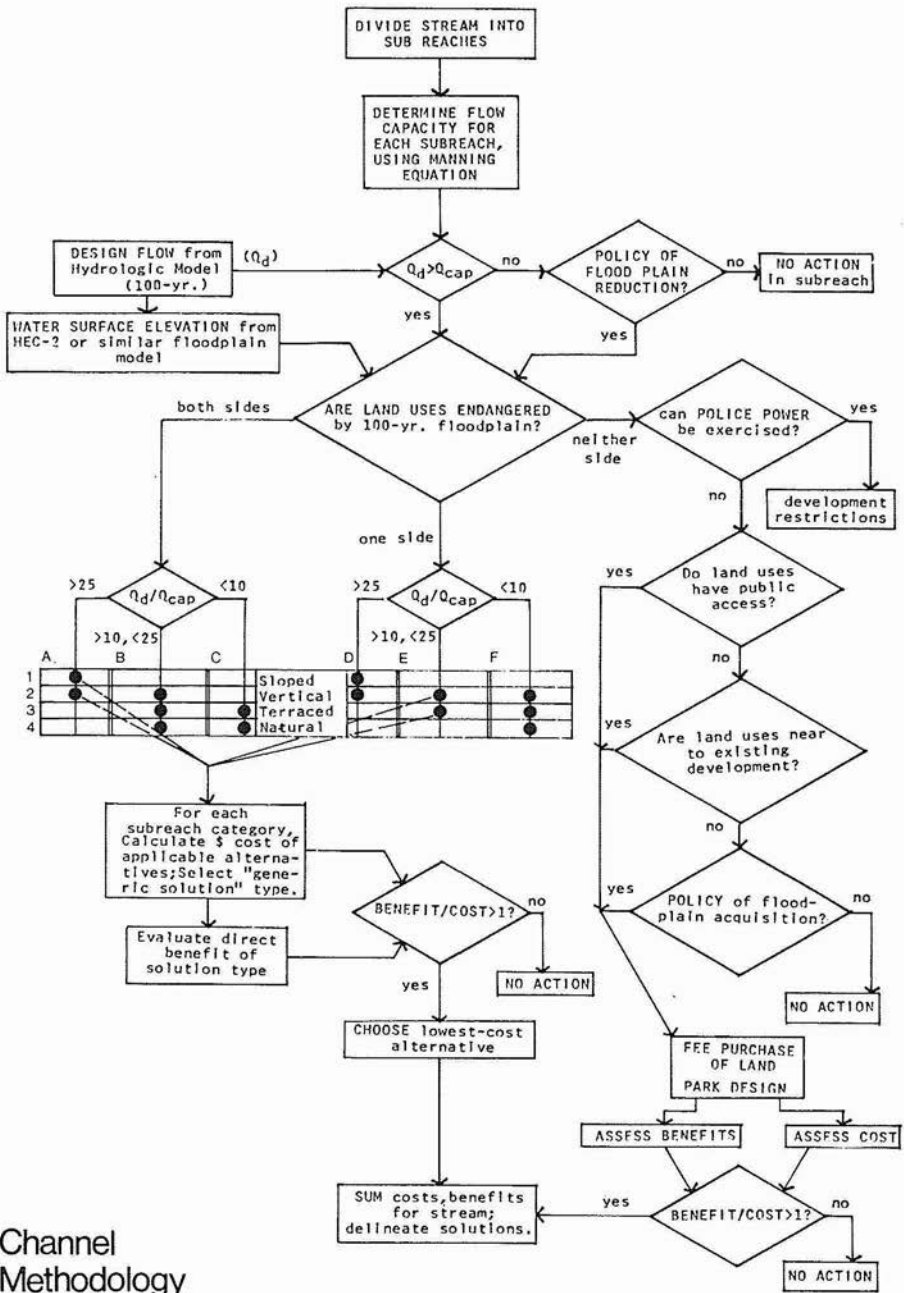 DIVIDE STREAM INTO
SUB REACHES
DETERMINE FLOW
CAPACITY FOR
EACH SUBREACH,
USING MANNING
EQUATION
DESIGN FLOW from
Hydrologic Model
(100-yr.)
(Qd)
Qd>Qcap
no
POLICY OF
FLOOD PLAIN
REDUCTION?
no
NO ACTION
in subreach
yes
yes
WATER SURFACE ELEVATION from
HEC-2 or similar floodplain
model
both sides
ARE LAND USES ENDANGERED
by 100-yr. floodplain?
neither
side
can POLICE POWER
be exercised?
yes
no
development
restrictions
one side
>25
Qd/Qcap
<10
>10,<25
>25
Qd/Qcap
<10
>10,<25
yes
Do land uses
have public
access?
no
A. B C D E F
1 Sloped
2 Vertical
3 Terraced
4 Natural
yes
Are land uses near
to existing
development?
no
For each
subreach category,
Calculate $ cost of
applicable alterna-
tives;Select "gene-
ric solution" type.
Evaluate direct
benefit of
solution type
BENEFIT/COST>1?
no
yes
NO ACTION
yes
POLICY of flood-
plain acquisition?
no
NO ACTION
CHOOSE lowest-cost
alternative
FEE PURCHASE
OF LAND
PARK DESIGN
ASSESS BENEFITS
ASSESS COST
SUM costs,benefits
for stream;
delineate solutions.
yes
BENEFIT/COST>1?
no
NO ACTION
Channel
Methodology